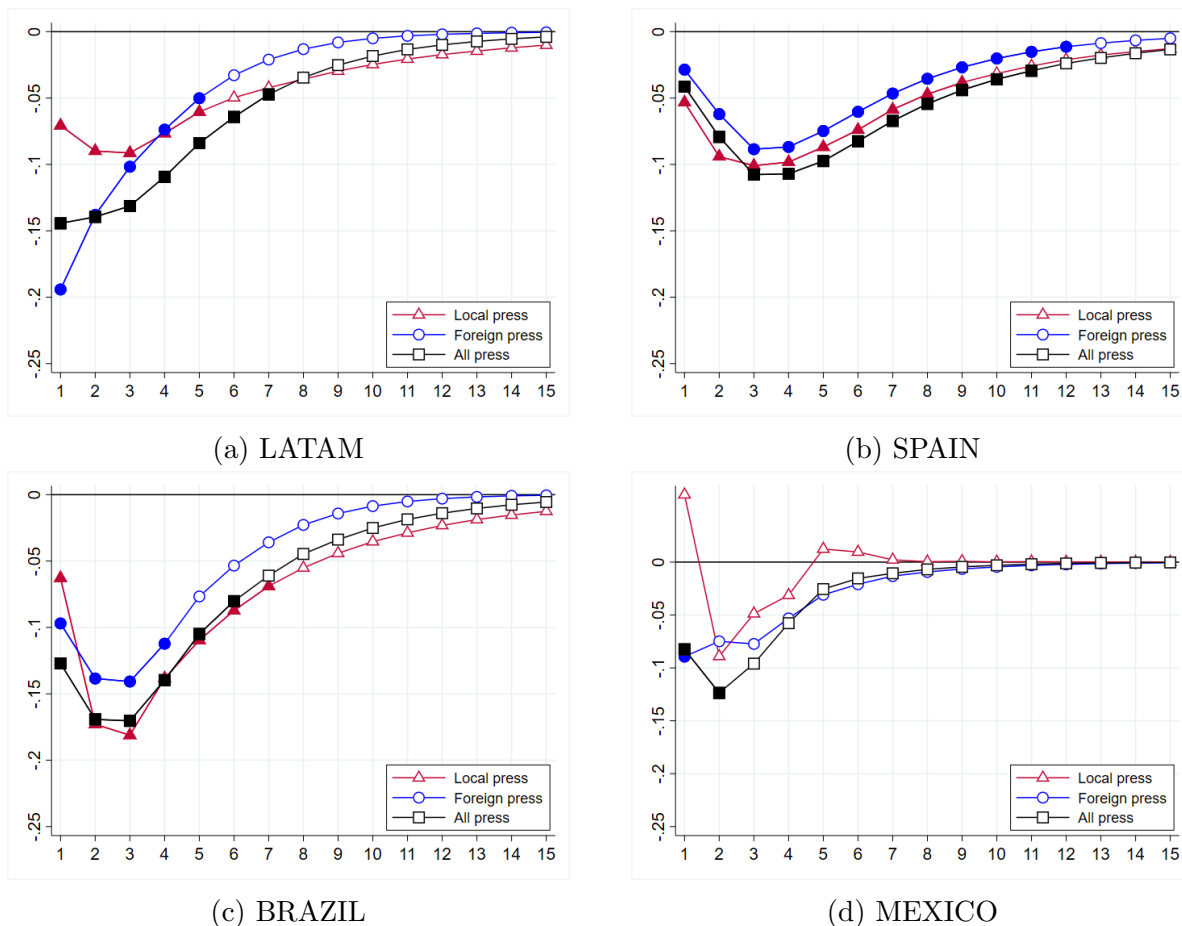 0
-.05
-.1
-.15
-.2
-.25
1 2 3 4 5 6 7 8 9 10 11 12 13 14 15
Local press
Foreign press
All press
(a) LATAM
0
-.05
-.1
-.15
-.2
-.25
1 2 3 4 5 6 7 8 9 10 11 12 13 14 15
Local press
Foreign press
All press
(b) SPAIN
0
-.05
-.1
-.15
-.2
-.25
1 2 3 4 5 6 7 8 9 10 11 12 13 14 15
Local press
Foreign press
All press
(c) BRAZIL
0
-.05
-.1
-.15
-.2
-.25
1 2 3 4 5 6 7 8 9 10 11 12 13 14 15
Local press
Foreign press
All press
(d) MEXICO